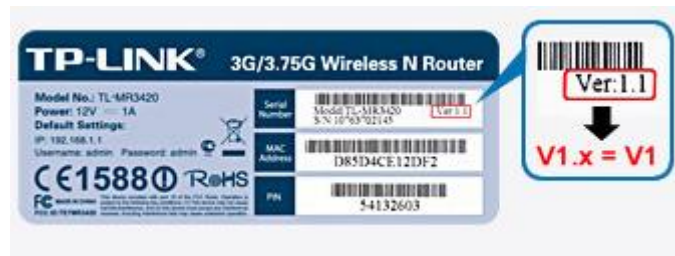 TP-LINK® 3G/3.75G Wireless N Router
Model No.: TL-MR3420
Power: 12V ⎓ 1A
Default Settings:
IP: 192.168.1.1
Username: admin Password: admin
CE1588 RoHS
FC
Serial Number
Model:TL-MR3420 Ver:1.1
MAC Address
D85D4CE12DF2
PIN
54132603
Ver:1.1
V1.x = V1